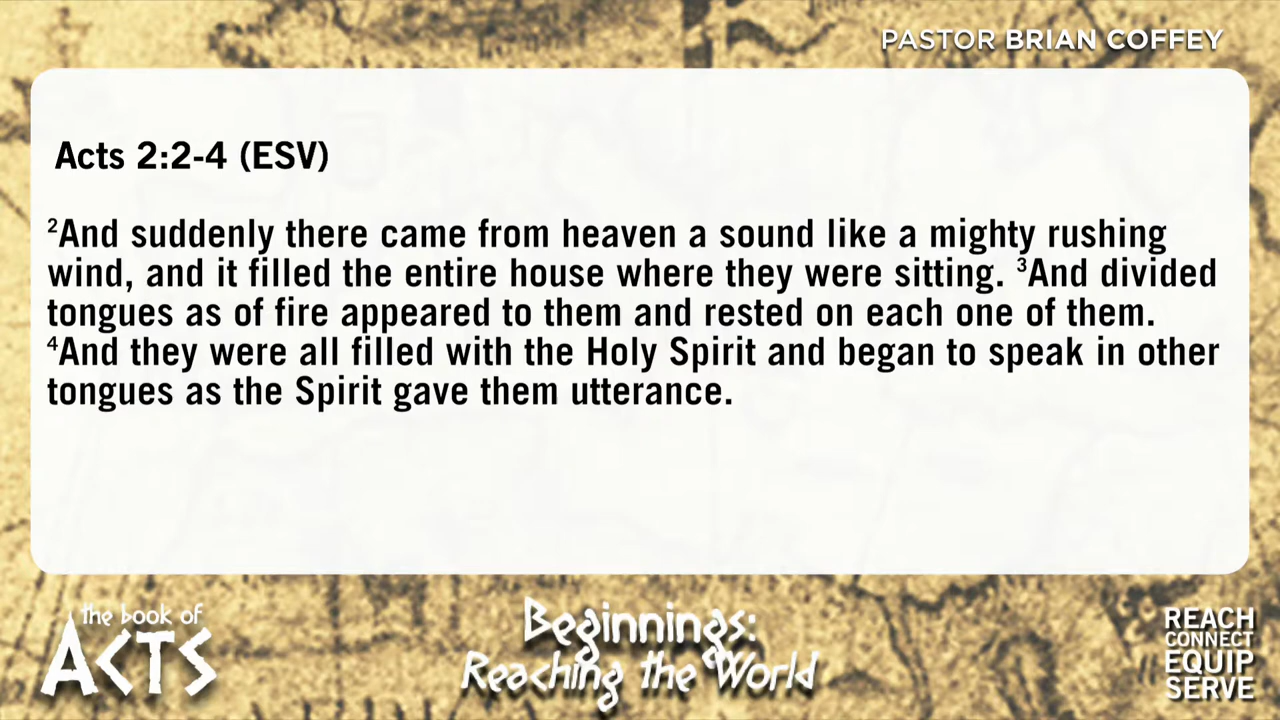 PASTOR BRIAN COFFEY
Acts 2:2-4 (ESV)
²And suddenly there came from heaven a sound like a mighty rushing
wind, and it filled the entire house where they were sitting. ³And divided
tongues as of fire appeared to them and rested on each one of them.
⁴And they were all filled with the Holy Spirit and began to speak in other
tongues as the Spirit gave them utterance.
the book of
ACTS
Beginnings:
Reaching the World
REACH
CONNECT
EQUIP
SERVE